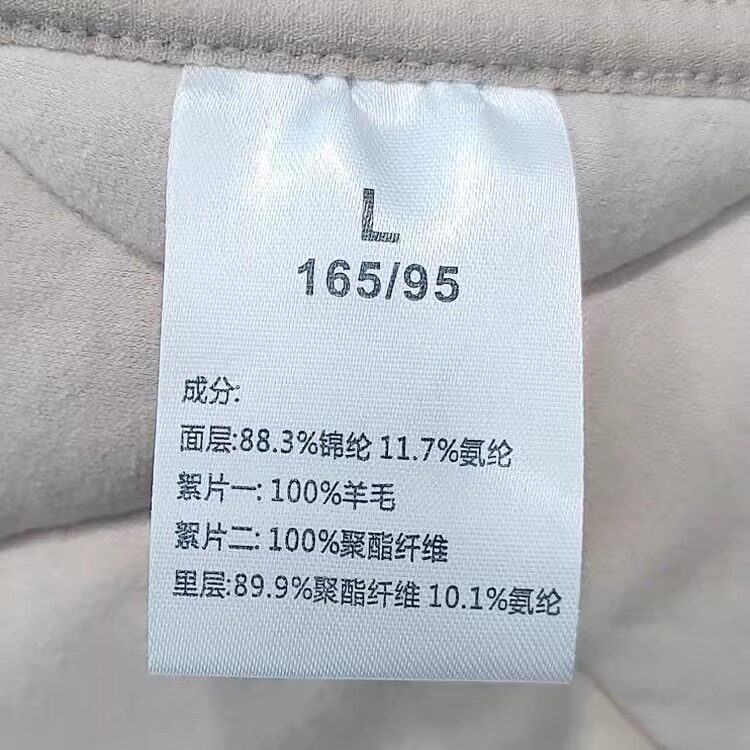 L
165/95
成分:
面层:88.3%锦纶 11.7%氨纶
絮片一: 100%羊毛
絮片二: 100%聚酯纤维
里层:89.9%聚酯纤维 10.1%氨纶